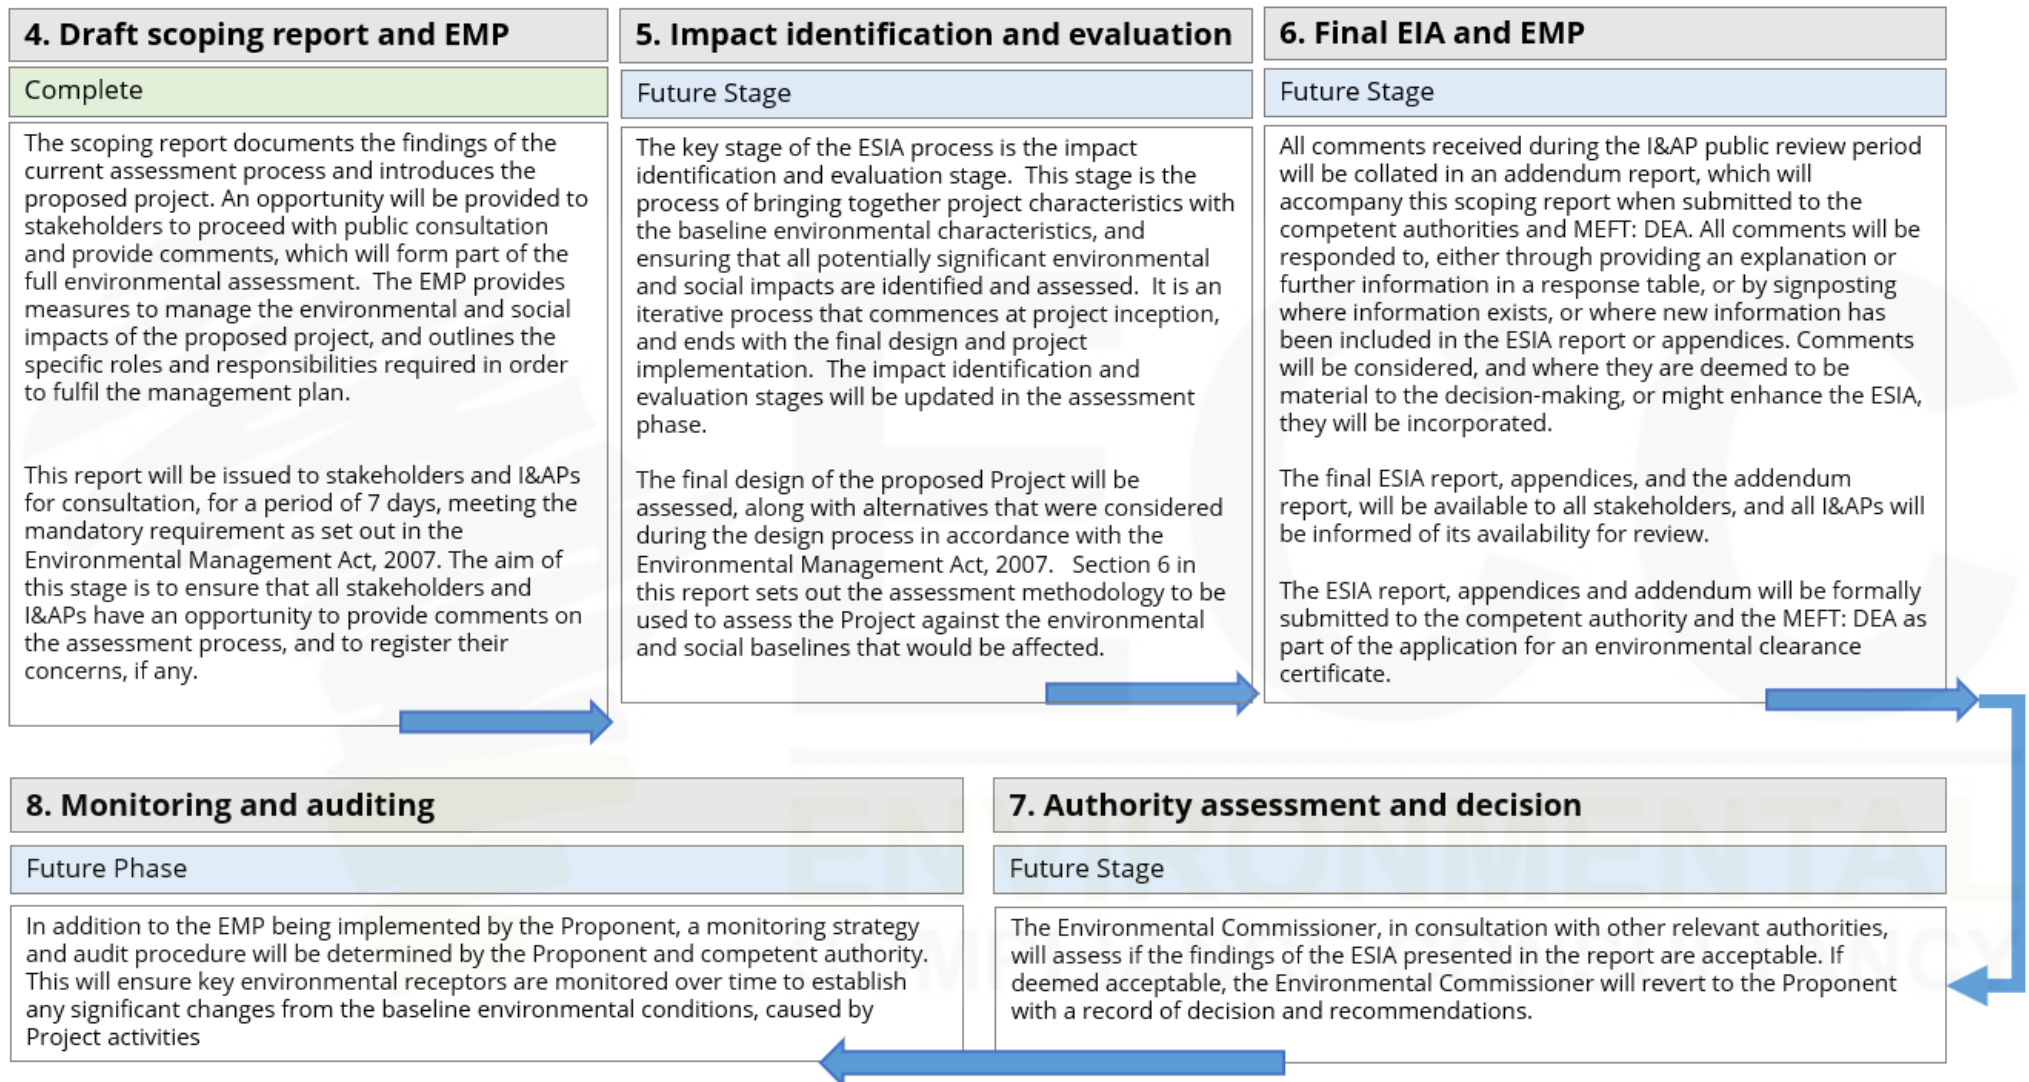 4. Draft scoping report and EMP
Complete
The scoping report documents the findings of the
current assessment process and introduces the
proposed project. An opportunity will be provided to
stakeholders to proceed with public consultation
and provide comments, which will form part of the
full environmental assessment. The EMP provides
measures to manage the environmental and social
impacts of the proposed project, and outlines the
specific roles and responsibilities required in order
to fulfil the management plan.
This report will be issued to stakeholders and I&APs
for consultation, for a period of 7 days, meeting the
mandatory requirement as set out in the
Environmental Management Act, 2007. The aim of
this stage is to ensure that all stakeholders and
I&APs have an opportunity to provide comments on
the assessment process, and to register their
concerns, if any.
5. Impact identification and evaluation
Future Stage
The key stage of the ESIA process is the impact
identification and evaluation stage. This stage is the
process of bringing together project characteristics with
the baseline environmental characteristics, and
ensuring that all potentially significant environmental
and social impacts are identified and assessed. It is an
iterative process that commences at project inception,
and ends with the final design and project
implementation. The impact identification and
evaluation stages will be updated in the assessment
phase.
The final design of the proposed Project will be
assessed, along with alternatives that were considered
during the design process in accordance with the
Environmental Management Act, 2007. Section 6 in
this report sets out the assessment methodology to be
used to assess the Project against the environmental
and social baselines that would be affected.
6. Final EIA and EMP
Future Stage
All comments received during the I&AP public review period
will be collated in an addendum report, which will
accompany this scoping report when submitted to the
competent authorities and MEFT: DEA. All comments will be
responded to, either through providing an explanation or
further information in a response table, or by signposting
where information exists, or where new information has
been included in the ESIA report or appendices. Comments
will be considered, and where they are deemed to be
material to the decision-making, or might enhance the ESIA,
they will be incorporated.
The final ESIA report, appendices, and the addendum
report, will be available to all stakeholders, and all I&APs will
be informed of its availability for review.
The ESIA report, appendices and addendum will be formally
submitted to the competent authority and the MEFT: DEA as
part of the application for an environmental clearance
certificate.
7. Authority assessment and decision
Future Stage
The Environmental Commissioner, in consultation with other relevant authorities,
will assess if the findings of the ESIA presented in the report are acceptable. If
deemed acceptable, the Environmental Commissioner will revert to the Proponent
with a record of decision and recommendations.
8. Monitoring and auditing
Future Phase
In addition to the EMP being implemented by the Proponent, a monitoring strategy
and audit procedure will be determined by the Proponent and competent authority.
This will ensure key environmental receptors are monitored over time to establish
any significant changes from the baseline environmental conditions, caused by
Project activities
ECC
ENVIRONMENTAL
COMPLIANCE CONSULTANCY